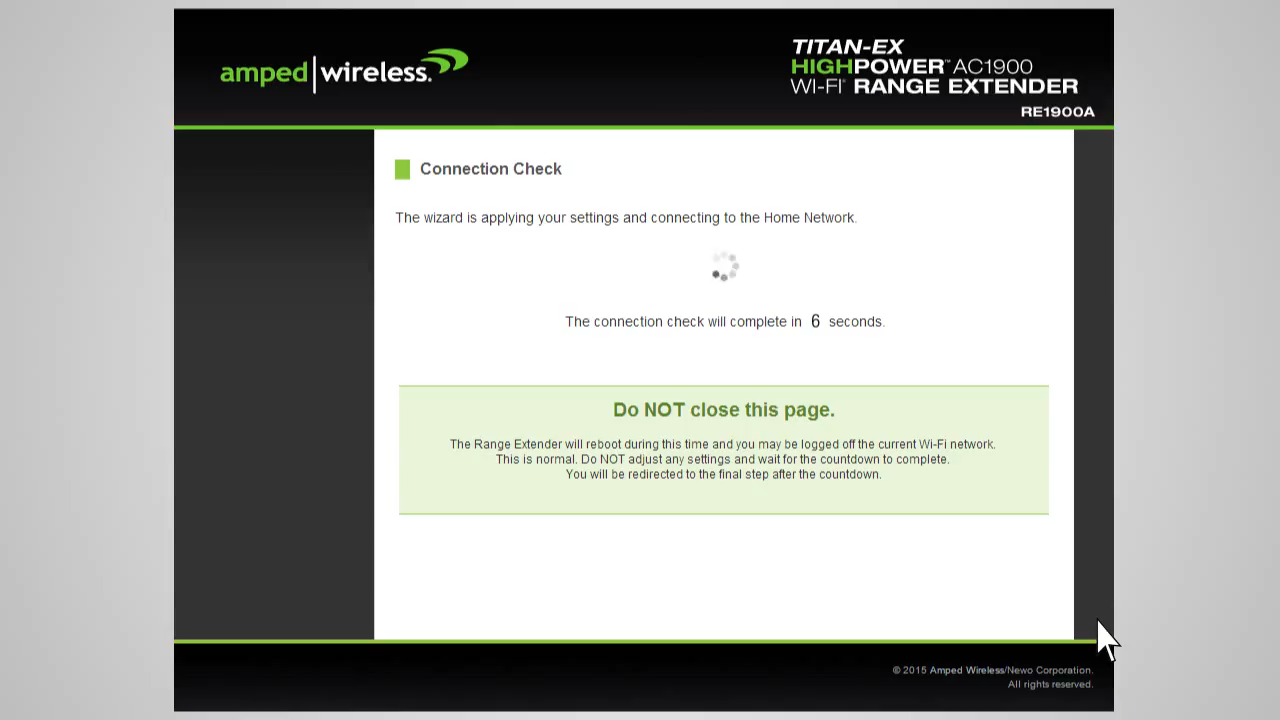 amped|wireless.
TITAN-EX
HIGHPOWER™ AC1900
WI-FI® RANGE EXTENDER
RE1900A
Connection Check
The wizard is applying your settings and connecting to the Home Network.
The connection check will complete in 6 seconds.
Do NOT close this page.
The Range Extender will reboot during this time and you may be logged off the current Wi-Fi network.
This is normal. Do NOT adjust any settings and wait for the countdown to complete.
You will be redirected to the final step after the countdown.
© 2015 Amped Wireless/Newo Corporation.
All rights reserved.